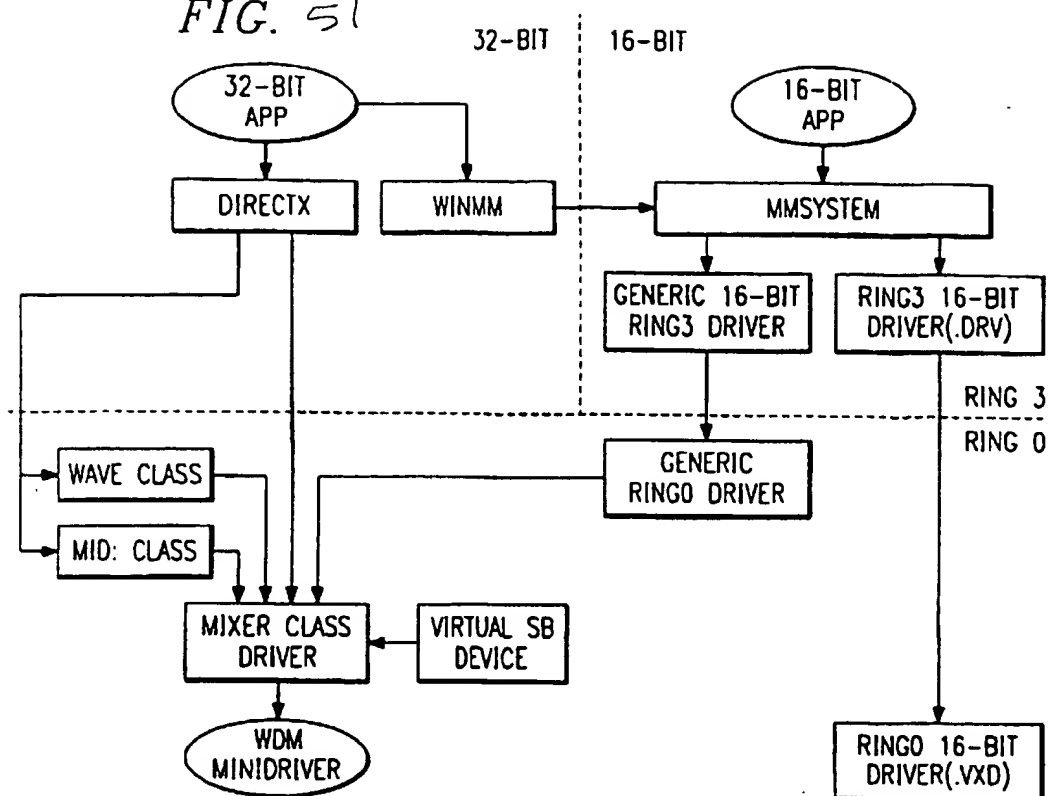 FIG. 51
32-BIT
16-BIT
32-BIT
APP
16-BIT
APP
DIRECTX
WINMM
MMSYSTEM
GENERIC 16-BIT
RING3 DRIVER
RING3 16-BIT
DRIVER(.DRV)
RING 3
RING 0
WAVE CLASS
GENERIC
RING0 DRIVER
MID: CLASS
MIXER CLASS
DRIVER
VIRTUAL SB
DEVICE
WDM
MINIDRIVER
RING0 16-BIT
DRIVER(.VXD)